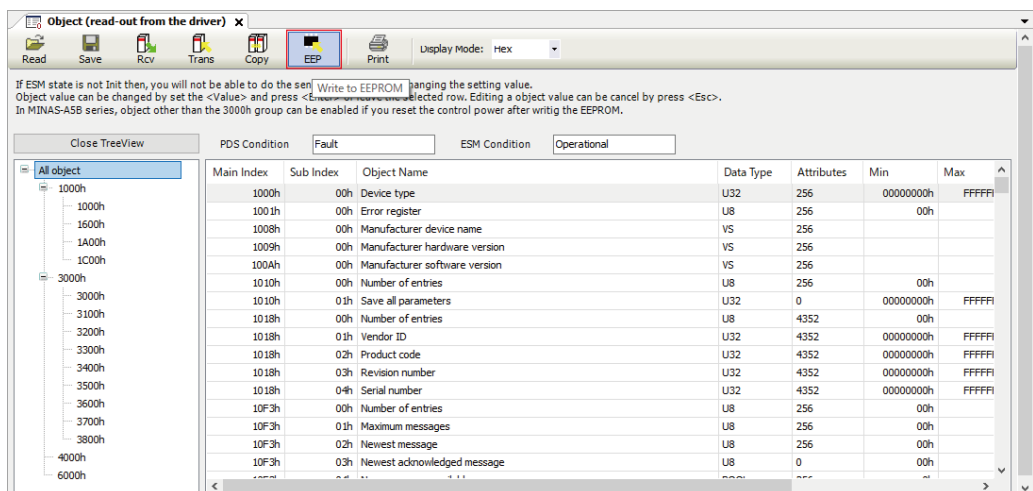 Object (read-out from the driver) x
Read Save Rcv Trans Copy EEP Print Display Mode: Hex
Write to EEPROM
If ESM state is not Init then, you will not be able to do the sen hanging the setting value.
Object value can be changed by set the <Value> and press <Enter> or leave the selected row. Editing a object value can be cancel by press <Esc>.
In MINAS-A5B series, object other than the 3000h group can be enabled if you reset the control power after writig the EEPROM.
Close TreeView PDS Condition Fault ESM Condition Operational
All object
1000h
1000h
1600h
1A00h
1C00h
3000h
3000h
3100h
3200h
3300h
3400h
3500h
3600h
3700h
3800h
4000h
6000h
Main Index Sub Index Object Name Data Type Attributes Min Max
1000h 00h Device type U32 256 00000000h FFFFF
1001h 00h Error register U8 256 00h
1008h 00h Manufacturer device name VS 256
1009h 00h Manufacturer hardware version VS 256
100Ah 00h Manufacturer software version VS 256
1010h 00h Number of entries U8 256 00h
1010h 01h Save all parameters U32 0 00000000h FFFFF
1018h 00h Number of entries U8 4352 00h
1018h 01h Vendor ID U32 4352 00000000h FFFFF
1018h 02h Product code U32 4352 00000000h FFFFF
1018h 03h Revision number U32 4352 00000000h FFFFF
1018h 04h Serial number U32 4352 00000000h FFFFF
10F3h 00h Number of entries U8 256 00h
10F3h 01h Maximum messages U8 256 00h
10F3h 02h Newest message U8 256 00h
10F3h 03h Newest acknowledged message U8 0 00h